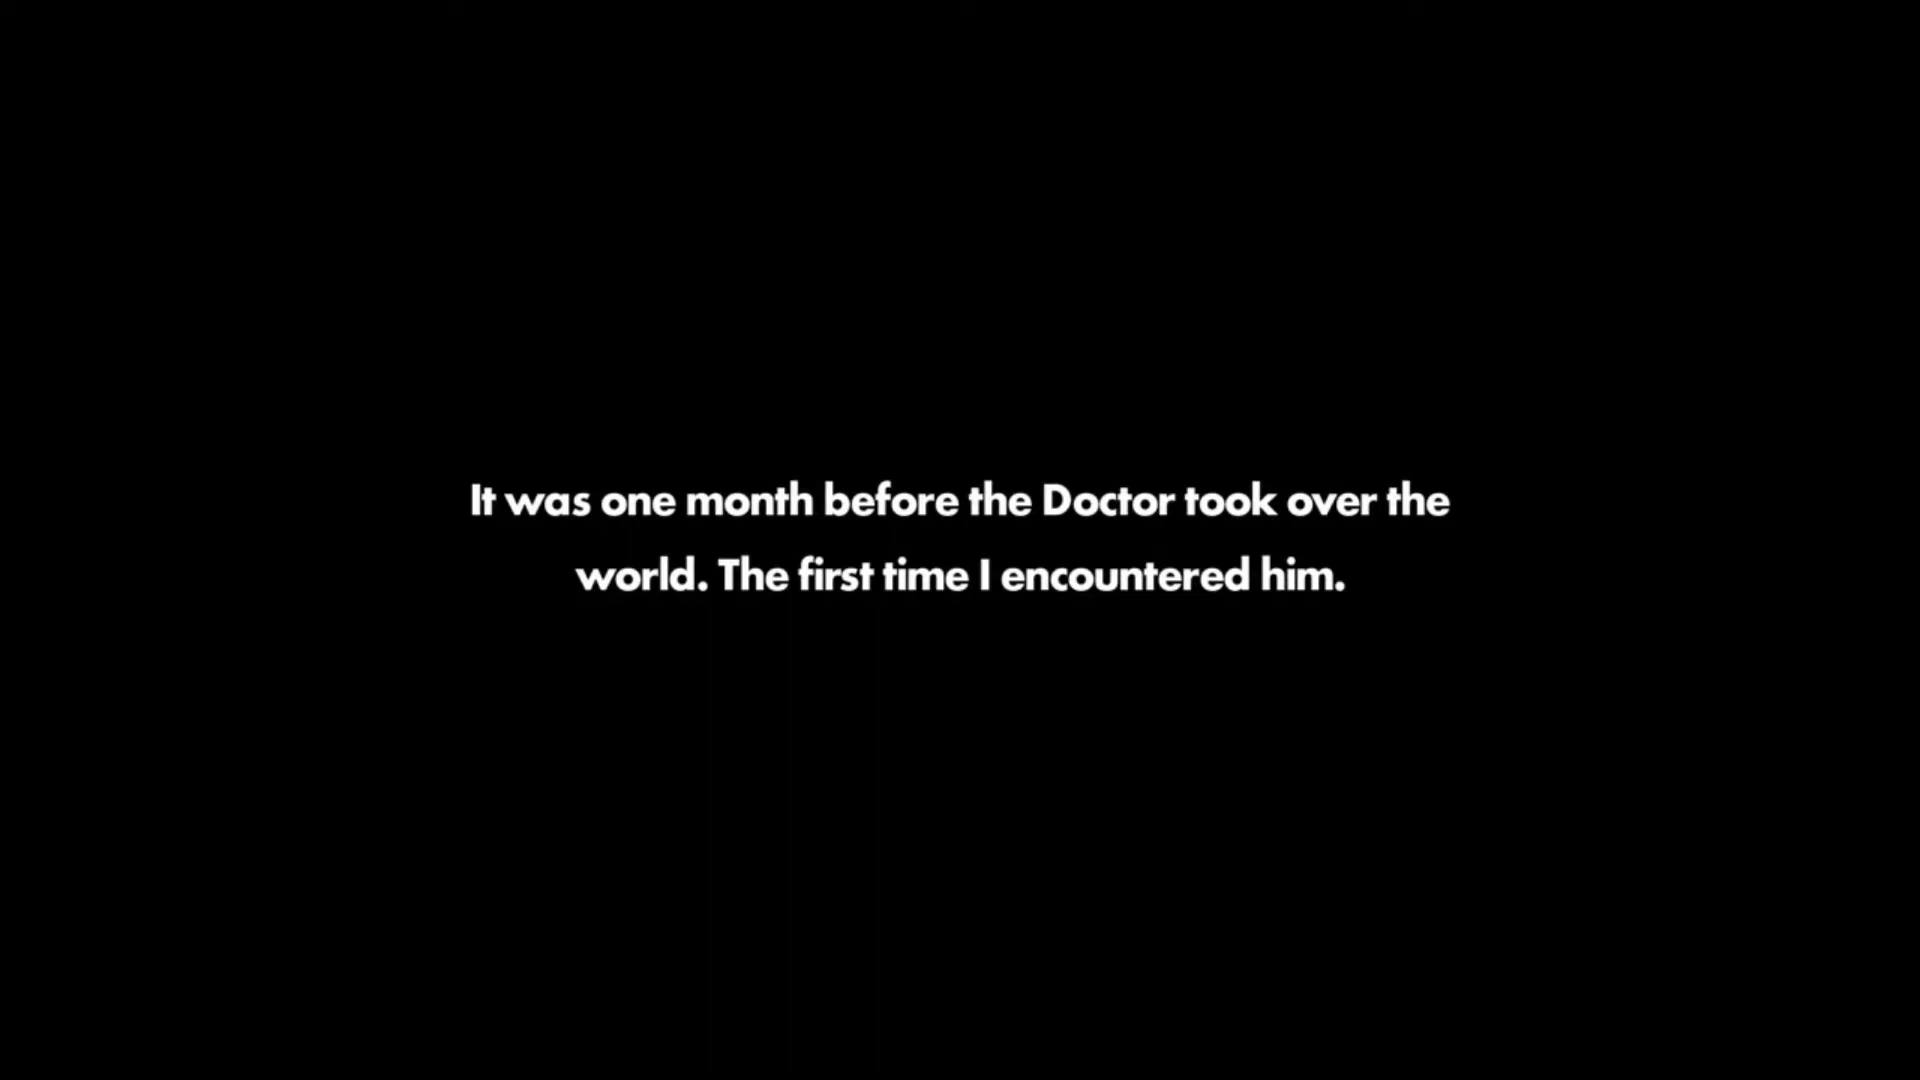 It was one month before the Doctor took over the
world. The first time I encountered him.